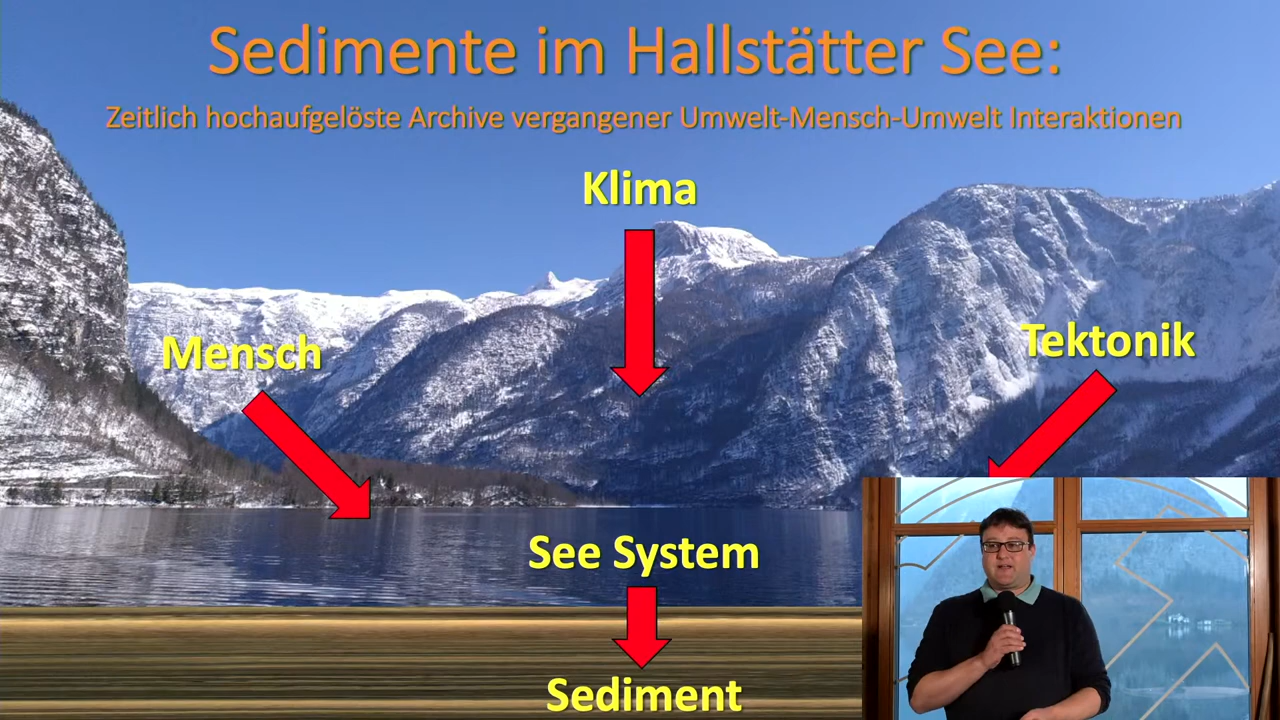 Sedimente im Hallstätter See:
Zeitlich hochaufgelöste Archive vergangener Umwelt-Mensch-Umwelt Interaktionen
Klima
Mensch
Tektonik
See System
Sediment